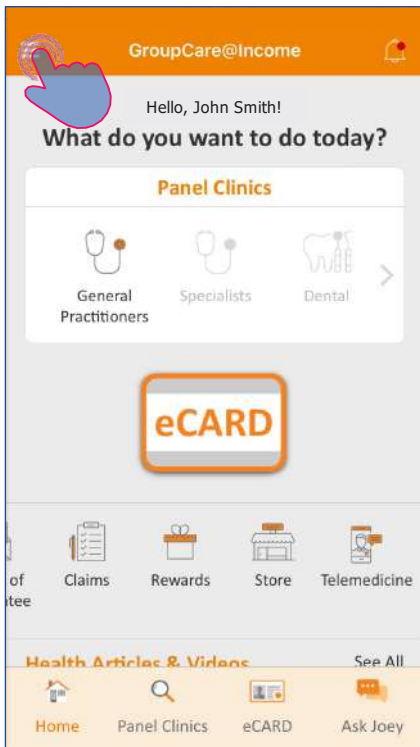 GroupCare@Income
Hello, John Smith!
What do you want to do today?
Panel Clinics
General Practitioners
Specialists
Dental
eCARD
of
tee
Claims
Rewards
Store
Telemedicine
Health Articles & Videos
See All
Home
Panel Clinics
eCARD
Ask Joey